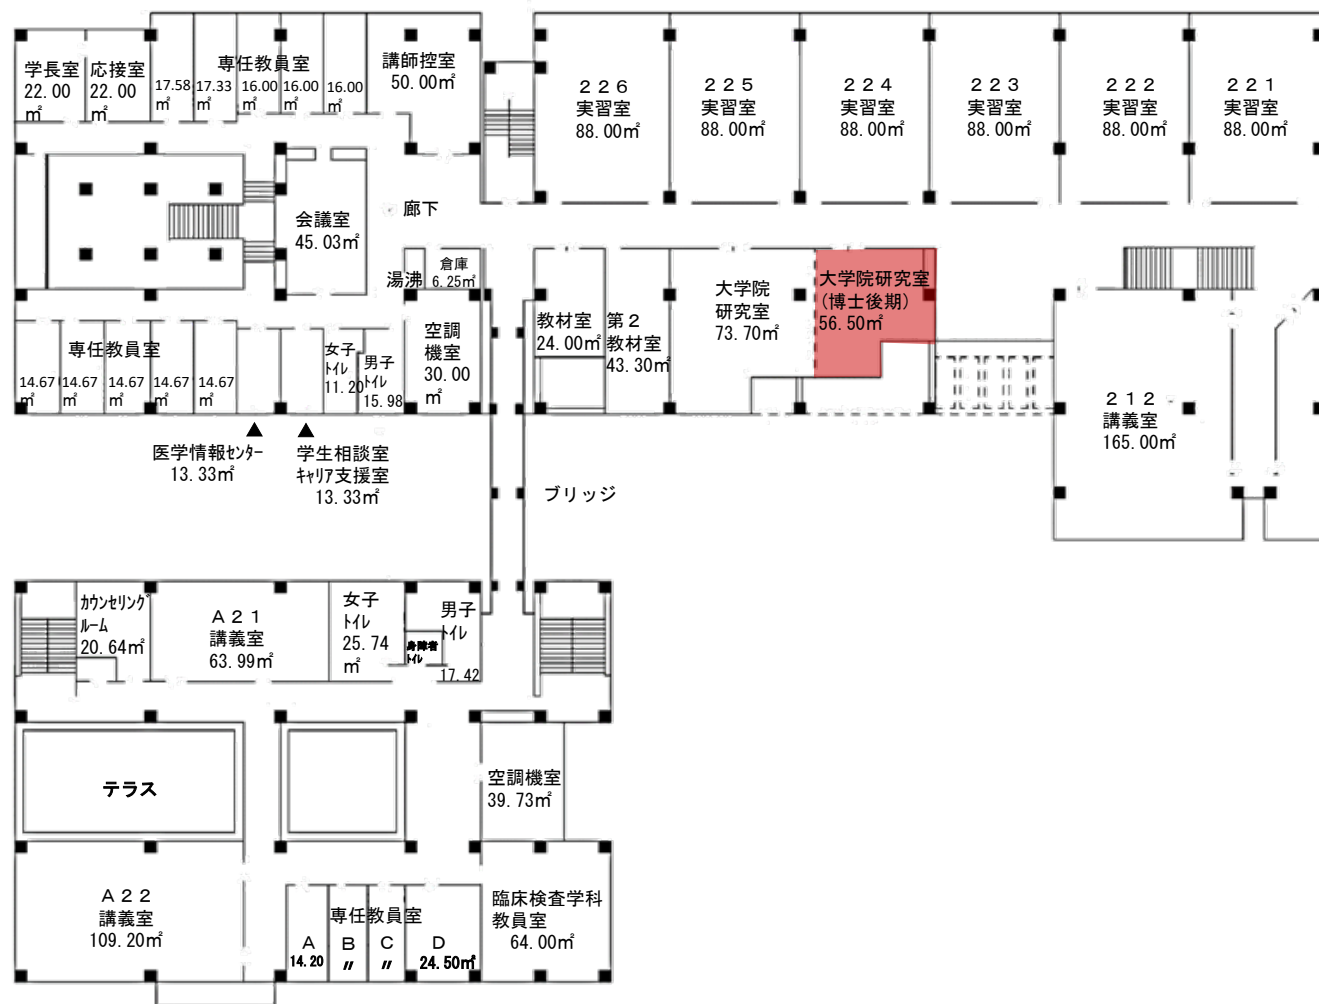 学長室
22.00
㎡
応接室
22.00
㎡
17.58
㎡
17.33
㎡
専任教員室
16.00
㎡
16.00
㎡
16.00
㎡
講師控室
50.00㎡
226
実習室
88.00㎡
225
実習室
88.00㎡
224
実習室
88.00㎡
223
実習室
88.00㎡
222
実習室
88.00㎡
221
実習室
88.00㎡
会議室
45.03㎡
廊下
湯沸
倉庫
6.25㎡
空調
機室
30.00
㎡
教材室
24.00㎡
第2
教材室
43.30㎡
大学院
研究室
73.70㎡
大学院研究室
(博士後期)
56.50㎡
212
講義室
165.00㎡
専任教員室
14.67
㎡
14.67
㎡
14.67
㎡
14.67
㎡
14.67
㎡
女子
トイレ
11.20
男子
トイレ
15.98
▲
医学情報センター
13.33㎡
▲
学生相談室
キャリア支援室
13.33㎡
ブリッジ
カウンセリング
ルーム
20.64㎡
A21
講義室
63.99㎡
女子
トイレ
25.74
㎡
身障者
トイレ
男子
トイレ
17.42
テラス
空調機室
39.73㎡
A22
講義室
109.20㎡
専任教員室
A
14.20
B
〃
C
〃
D
24.50㎡
臨床検査学科
教員室
64.00㎡